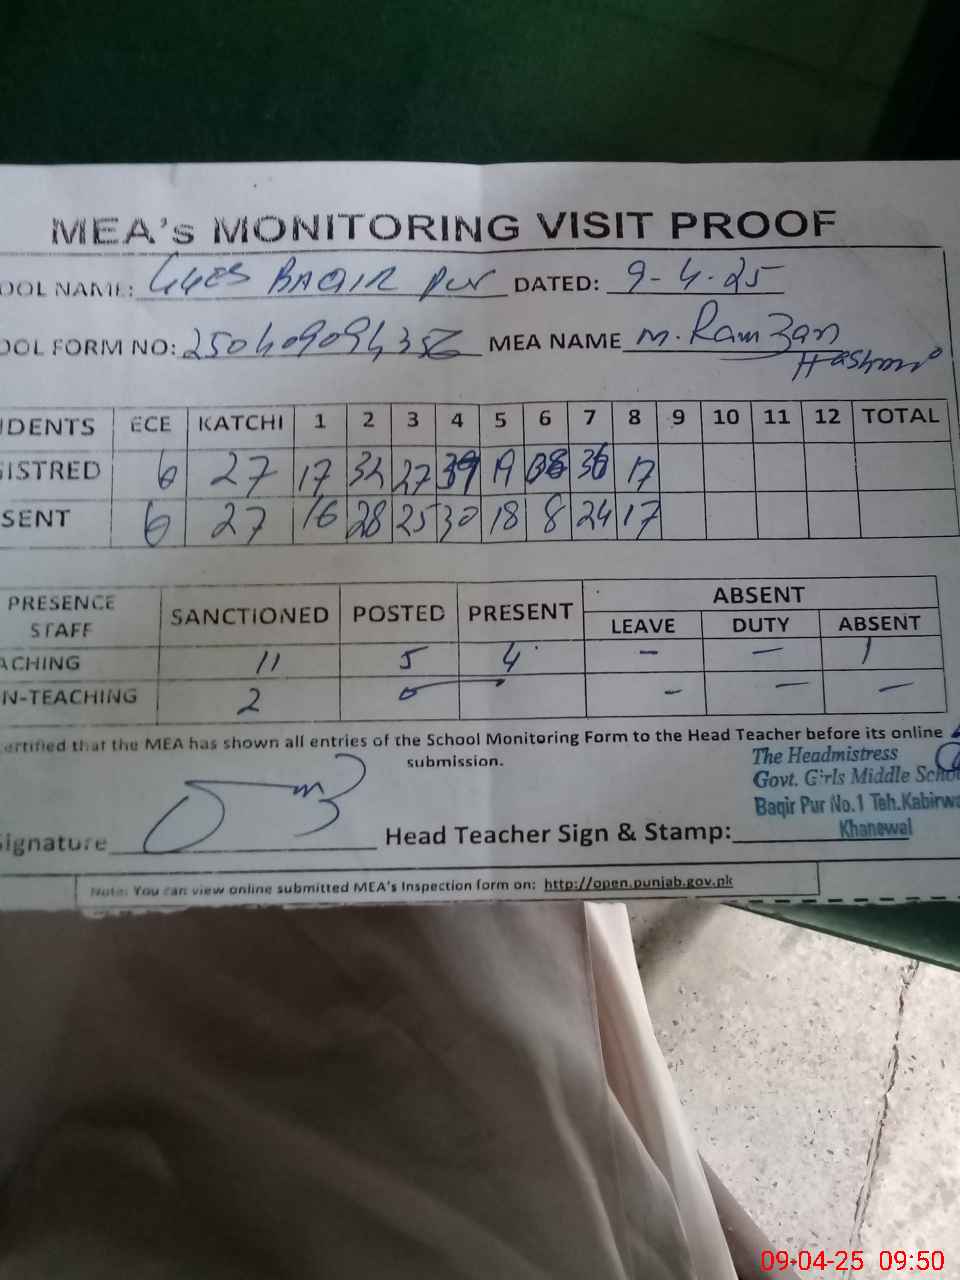 MEA's MONITORING VISIT PROOF
OOL NAME: GGES BAQIR PUR DATED: 9-4-25
OOL FORM NO: MEA NAME M. Ramzan
Hashmi
DENTS ECE KATCHI 1 2 3 4 5 6 7 8 9 10 11 12 TOTAL
ISTRED 6 27 17 32 27 39 19 36 17
SENT 6 27 16 28 25 30 18 8 24 17
PRESENCE SANCTIONED POSTED PRESENT ABSENT
STAFF LEAVE DUTY ABSENT
ACHING 11 5 4 - - 1
N-TEACHING 2 - - -
ertified that the MEA has shown all entries of the School Monitoring Form to the Head Teacher before its online
submission.
The Headmistress
Govt. Girls Middle School
Baqir Pur No.1 Teh.Kabirwa
Khanewal
ignature Head Teacher Sign & Stamp:
Note: You can view online submitted MEA's Inspection form on: http://open.punjab.gov.pk
09-04-25 09:50